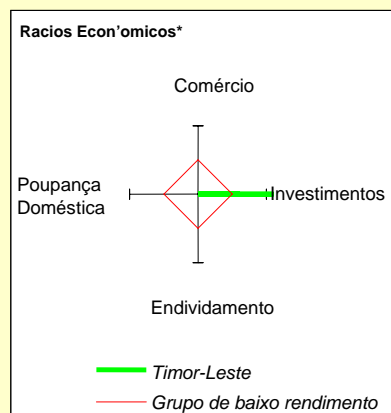 Racios Econ’omicos*
Comércio
Poupança
Doméstica
Investimentos
Endividamento
Timor-Leste
Grupo de baixo rendimento